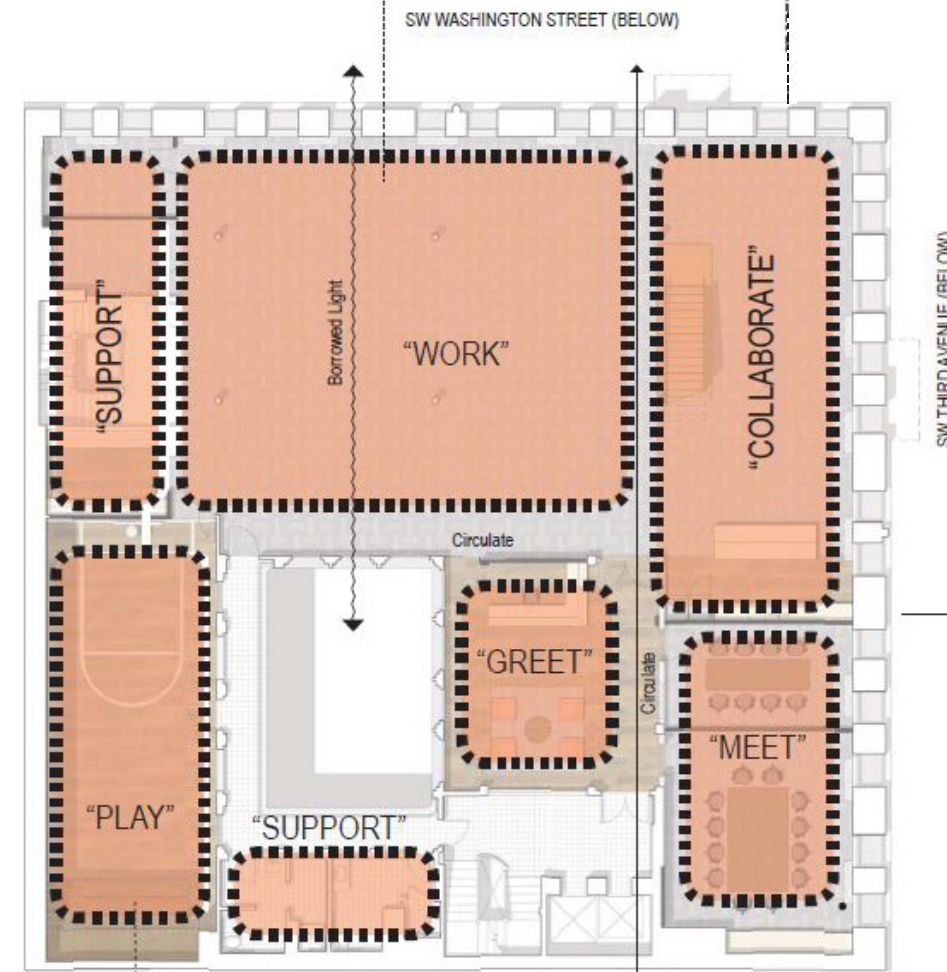 SW WASHINGTON STREET (BELOW)
SW THIRD AVENUE (BELOW)
“SUPPORT”
Borrowed Light
“WORK”
“COLLABORATE”
Circulate
“GREET”
Circulate
“MEET”
“PLAY”
“SUPPORT”